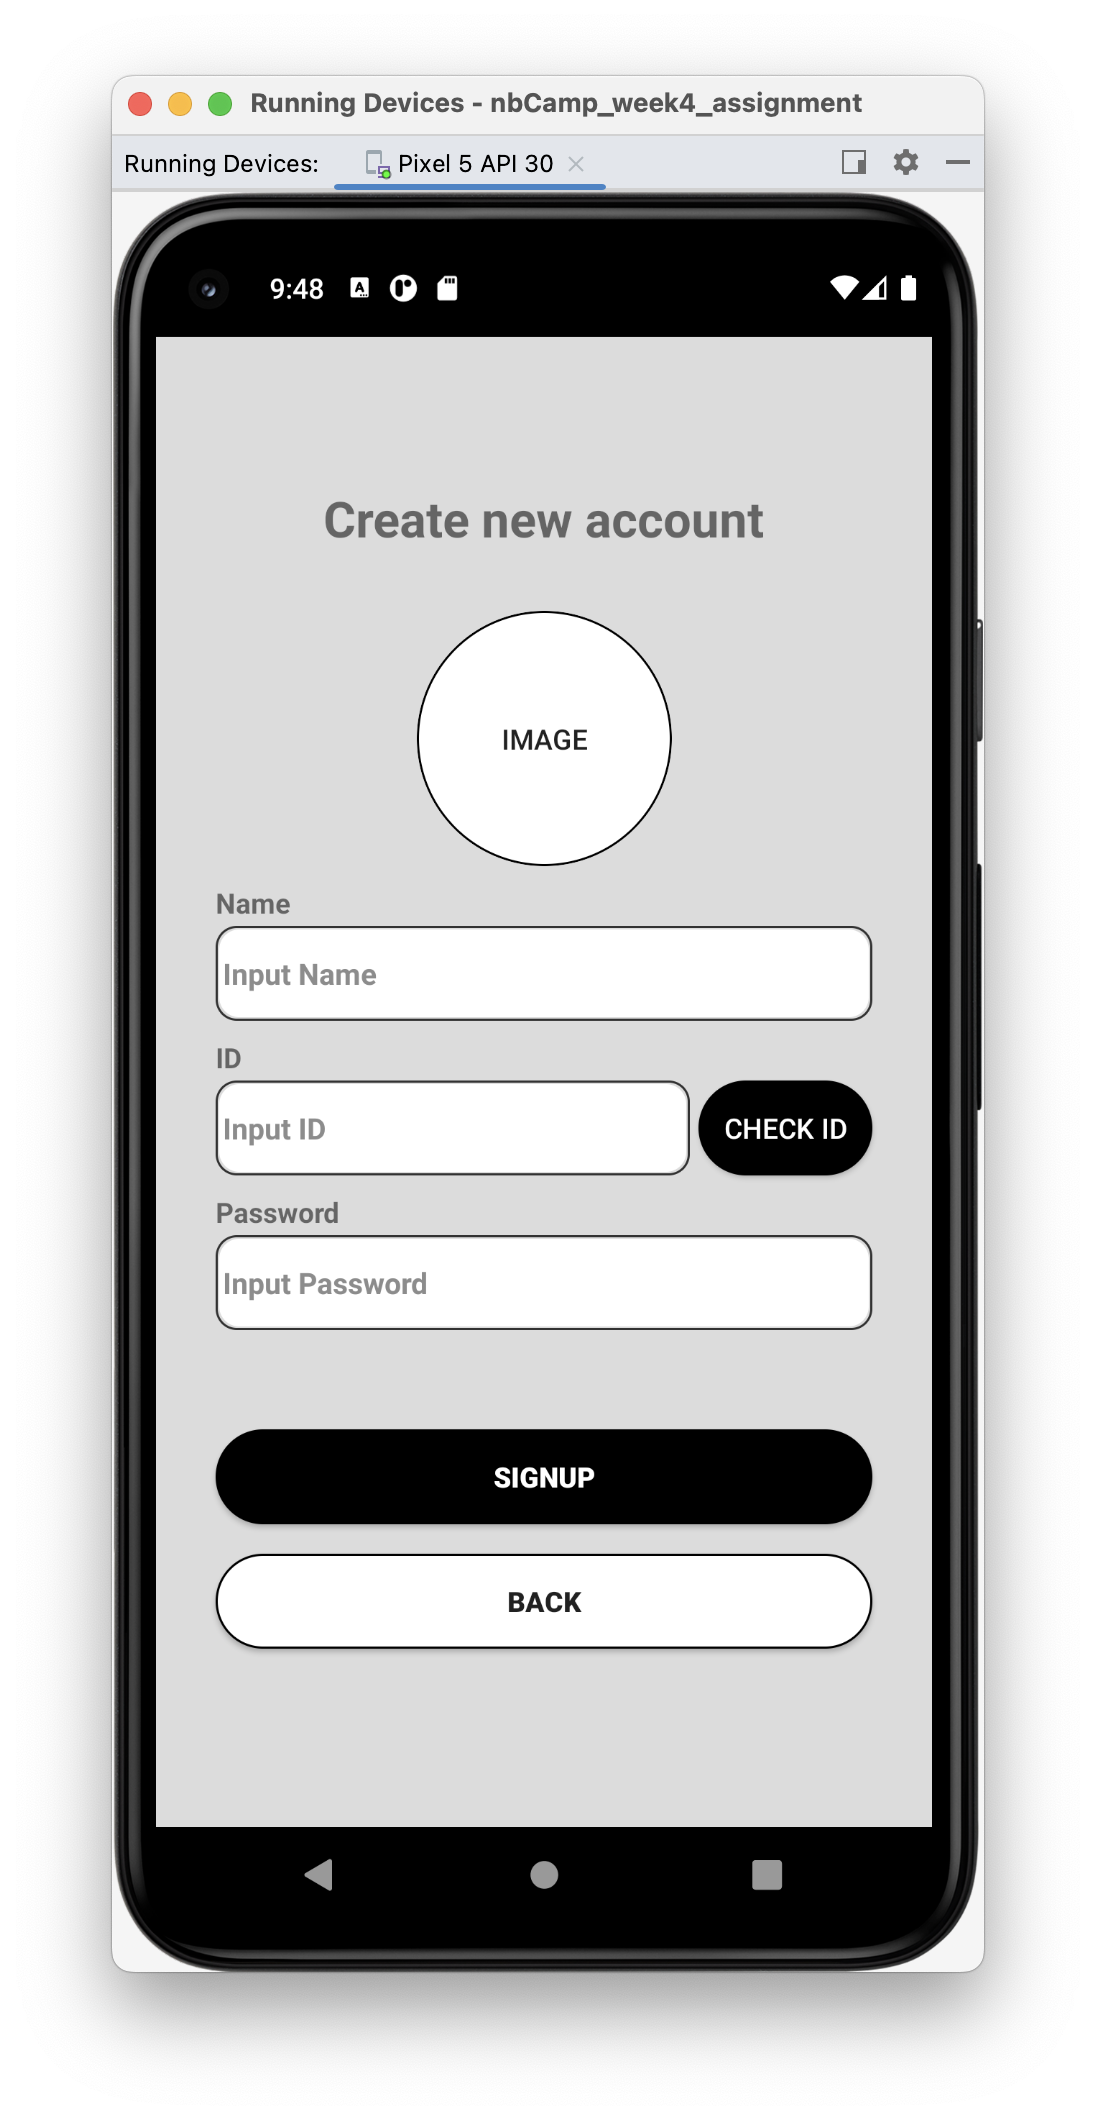 Running Devices - nbCamp_week4_assignment
Running Devices: Pixel 5 API 30
9:48 A
Create new account
IMAGE
Name
Input Name
ID
Input ID CHECK ID
Password
Input Password
SIGNUP
BACK